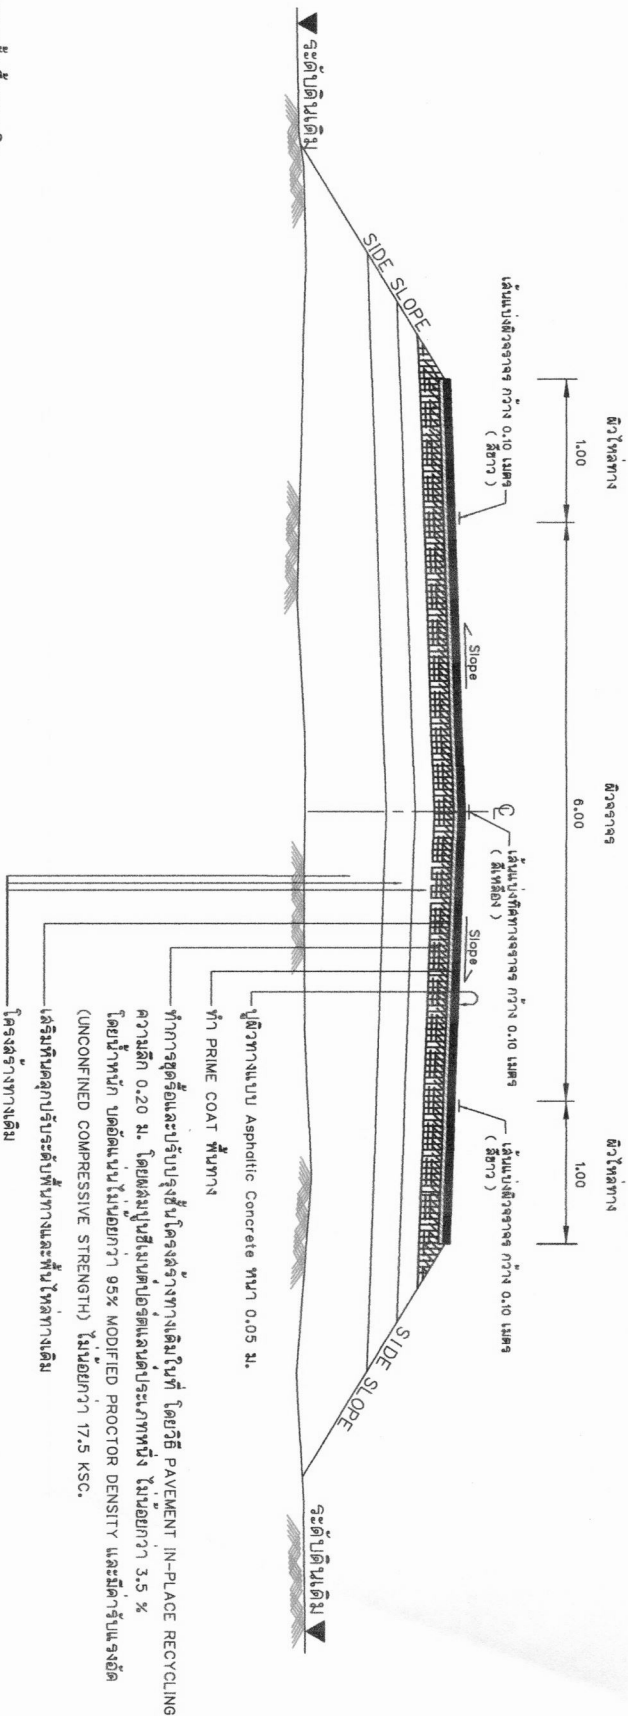 ผิวไหล่ทาง
ผิวจราจร
ผิวไหล่ทาง
1.00
6.00
1.00
เส้นแบ่งผิวจราจร กว้าง 0.10 เมตร
( สีขาว )
เส้นแบ่งทิศทางจราจร กว้าง 0.10 เมตร
( สีเหลือง )
เส้นแบ่งผิวจราจร กว้าง 0.10 เมตร
( สีขาว )
Slope
Slope
SIDE SLOPE
SIDE SLOPE
ระดับดินเดิม
ระดับดินเดิม
ปูผิวทางแบบ Asphaltic Concrete หนา 0.05 ม.
ทำ PRIME COAT พื้นทาง
ทำการขุดรื้อและปรับปรุงชั้นโครงสร้างทางเดิมในที่ โดยวิธี PAVEMENT IN-PLACE RECYCLING
ความลึก 0.20 ม. โดยผสมปูนซีเมนต์ปอร์ตแลนด์ประเภทหนึ่ง ไม่น้อยกว่า 3.5 %
โดยน้ำหนัก บดอัดแน่นไม่น้อยกว่า 95% MODIFIED PROCTOR DENSITY และมีค่ารับแรงอัด
(UNCONFINED COMPRESSIVE STRENGTH) ไม่น้อยกว่า 17.5 KSC.
เสริมหินคลุกปรับระดับพื้นทางและพื้นไหล่ทางเดิม
โครงสร้างทางเดิม